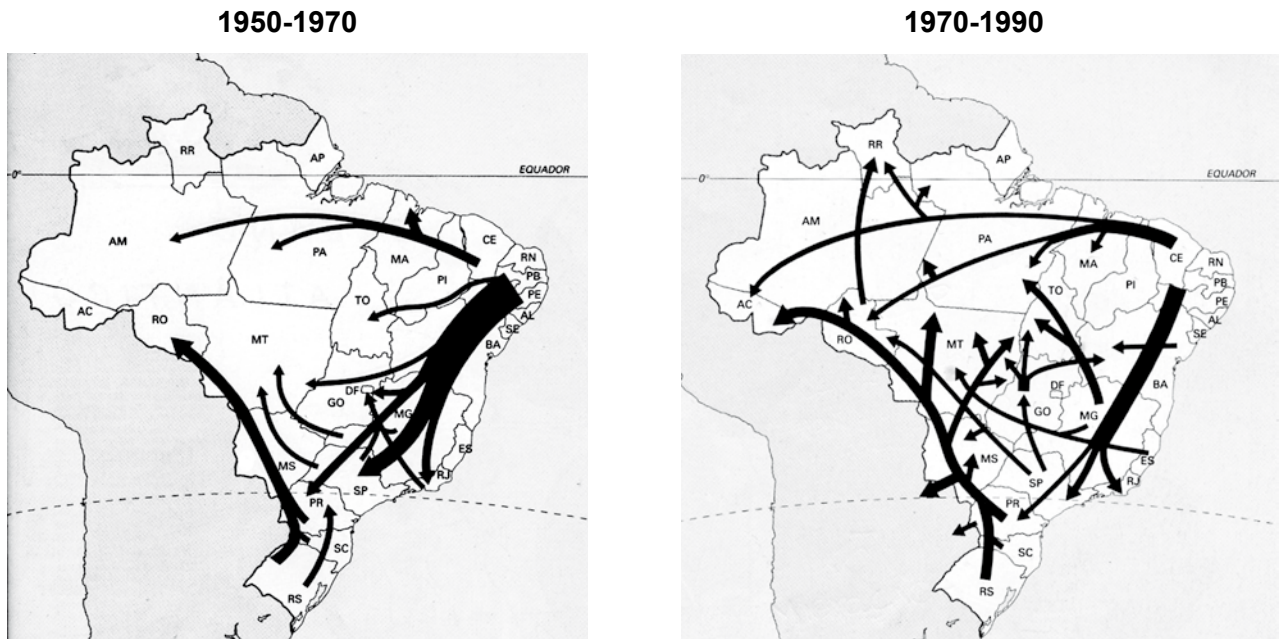 1950-1970
RR
AP
0°
EQUADOR
AM
PA
MA
CE
RN
PB
PI
PE
AL
TO
SE
AC
RO
BA
MT
DF
GO
MG
ES
MS
RJ
SP
PR
SC
RS
1970-1990
RR
AP
0°
EQUADOR
AM
PA
CE
MA
RN
PB
PI
TO
PE
AC
AL
SE
RO
MT
BA
DF
GO
MG
MS
ES
SP
RJ
PR
SC
RS